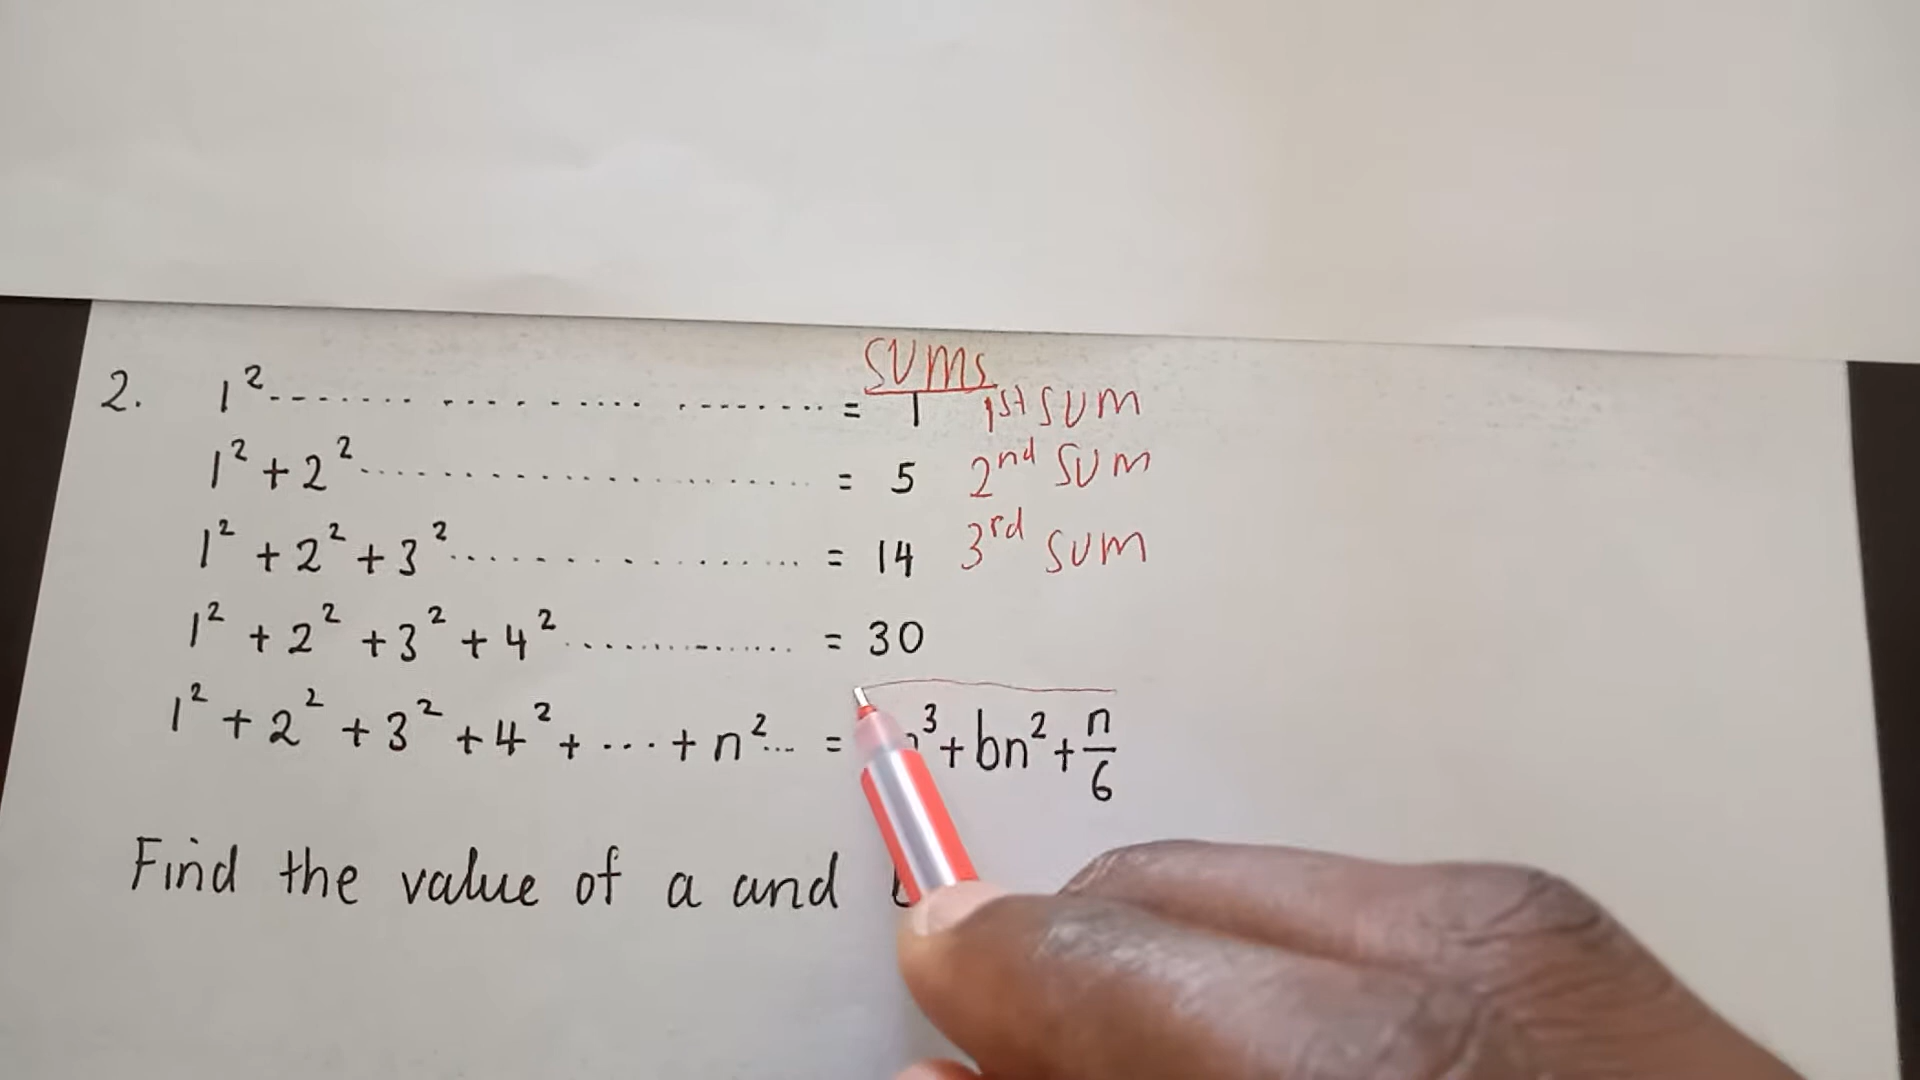 SUMS
2. 1²----------------------------- = 1 1st SUM
1² + 2²............................. = 5 2nd SUM
1² + 2² + 3²...................... = 14 3rd SUM
1² + 2² + 3² + 4²............... = 30
1² + 2² + 3² + 4² + ... + n²... = ³ + bn² + n/6
Find the value of a and